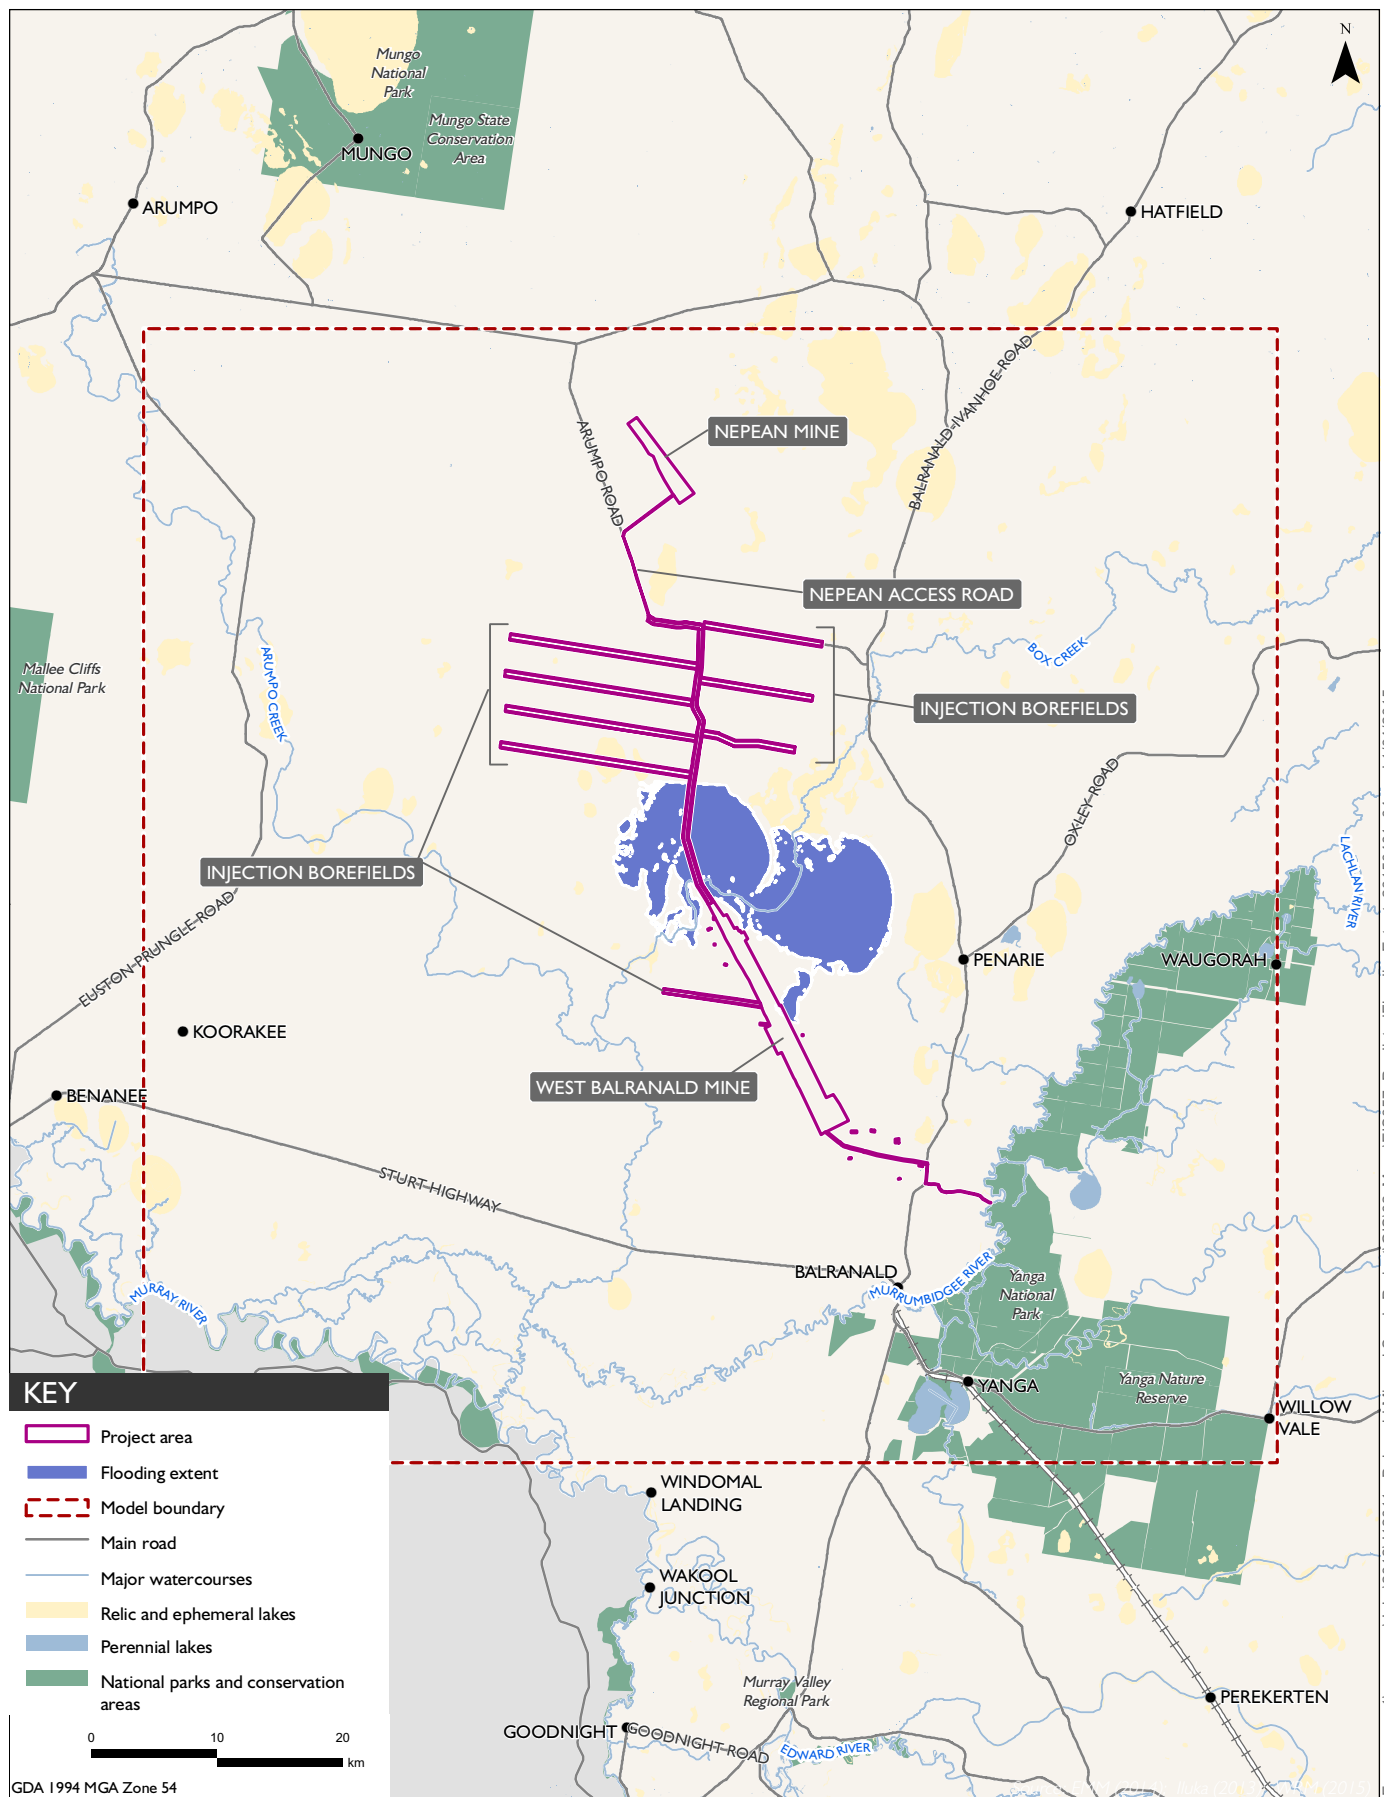 N
Mungo
National
Park
Mungo State
Conservation
Area
MUNGO
ARUMPO
HATFIELD
BALRANALD-IVANHOE-ROAD
ARUMPO-ROAD
NEPEAN MINE
NEPEAN ACCESS ROAD
BOX CREEK
Mallee Cliffs
National Park
ARUMPO CREEK
INJECTION BOREFIELDS
OXLEY-ROAD
LACHLAN RIVER
INJECTION BOREFIELDS
EUSTON-PRUNGLE-ROAD
PENARIE
WAUGORAH
KOORAKEE
WEST BALRANALD MINE
BENANEE
STURT-HIGHWAY
BALRANALD
MURRUMBIDGEE RIVER
Yanga
National
Park
MURRAY RIVER
YANGA
Yanga Nature
Reserve
WILLOW
VALE
WINDOMAL
LANDING
WAKOOL
JUNCTION
Murray Valley
Regional Park
PEREKERTEN
GOODNIGHT
GOODNIGHT ROAD
EDWARD RIVER
KEY
Project area
Flooding extent
Model boundary
Main road
Major watercourses
Relic and ephemeral lakes
Perennial lakes
National parks and conservation
areas
0 10 20
km
GDA 1994 MGA Zone 54